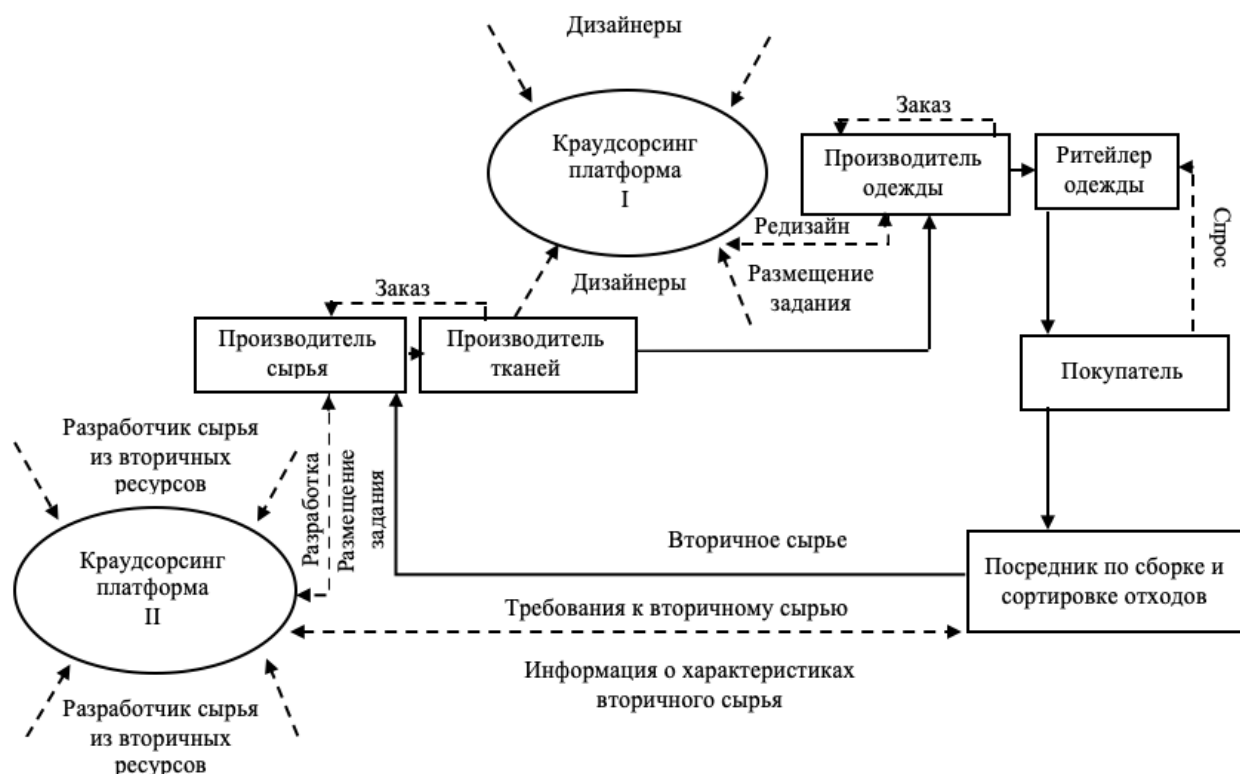 Дизайнеры
Краудсорсинг
платформа
I
Заказ
Производитель
одежды
Ритейлер
одежды
Спрос
Редизайн
Размещение
задания
Дизайнеры
Заказ
Производитель
сырья
Производитель
тканей
Покупатель
Разработчик сырья
из вторичных
ресурсов
Разработка
Размещение
задания
Краудсорсинг
платформа
II
Вторичное сырье
Посредник по сборке и
сортировке отходов
Требования к вторичному сырью
Информация о характеристиках
вторичного сырья
Разработчик сырья
из вторичных
ресурсов